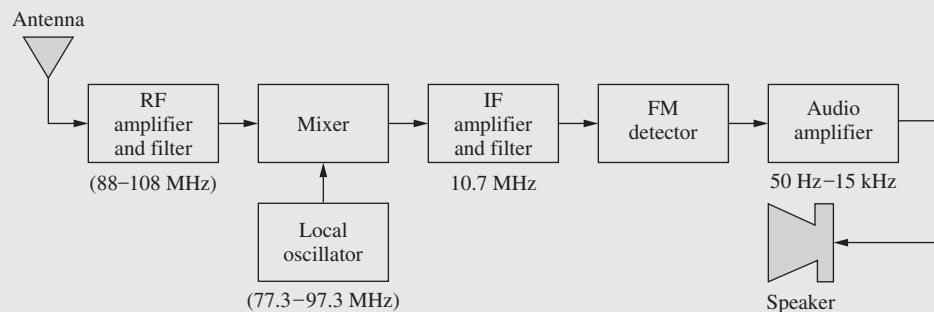 Antenna
RF
amplifier
and filter
(88–108 MHz)
Mixer
Local
oscillator
(77.3–97.3 MHz)
IF
amplifier
and filter
10.7 MHz
FM
detector
Audio
amplifier
50 Hz–15 kHz
Speaker